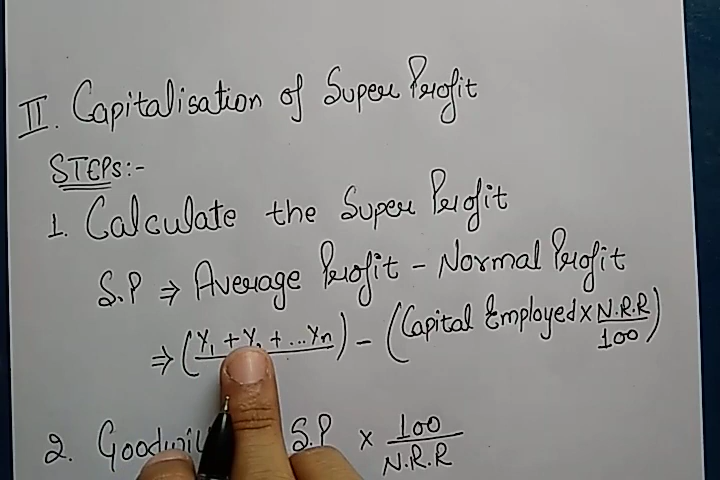 II. Capitalisation of Super Profit
STEPS:-
1. Calculate the Super Profit
S.P ⇒ Average Profit - Normal Profit
⇒ (Y1 + Y + ... Yn) - (Capital Employed × N.R.R / 100)
2. S.P × 100 / N.R.R